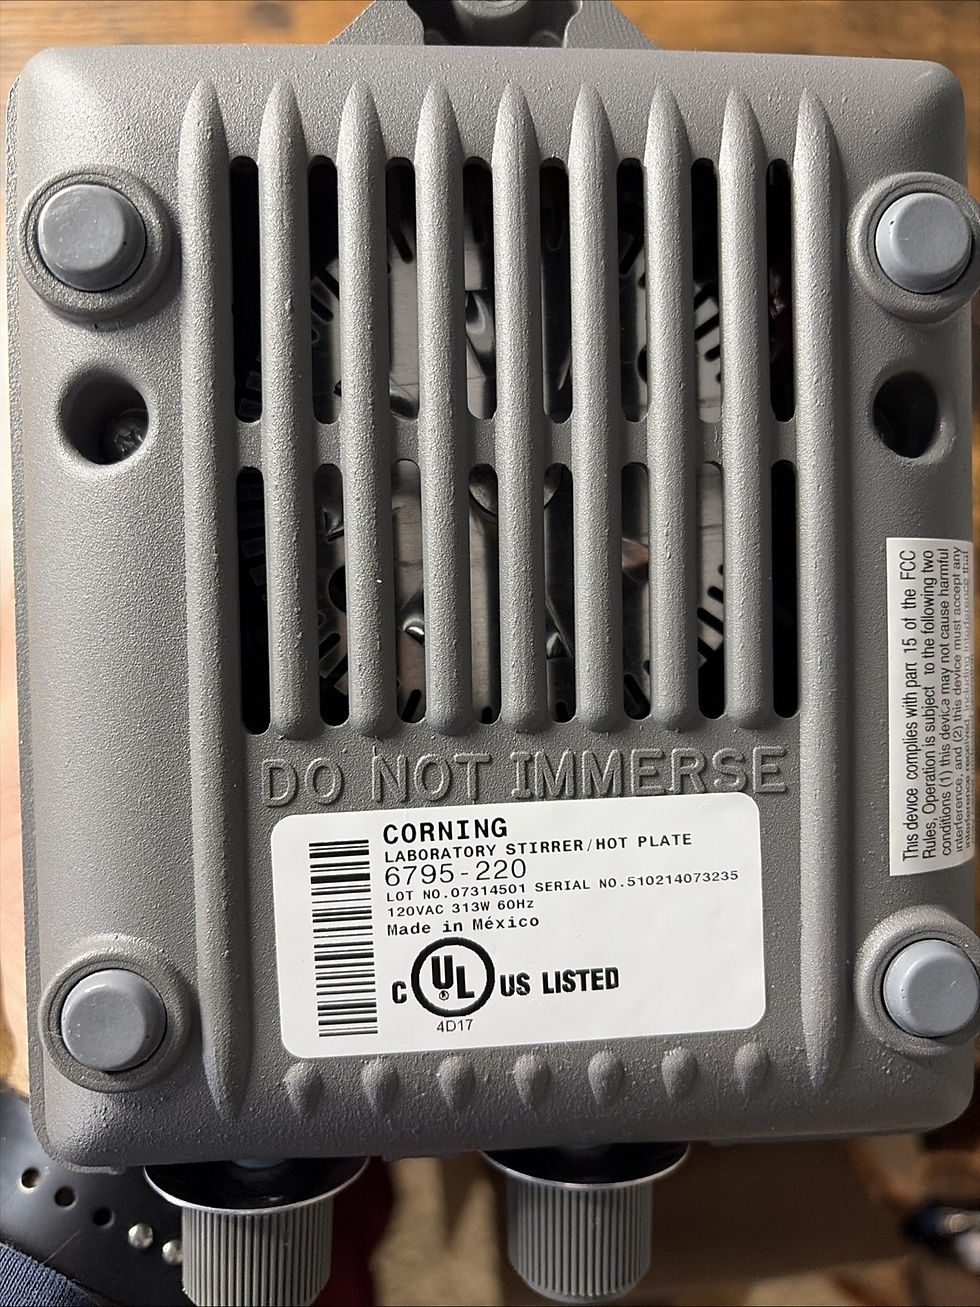 DO NOT IMMERSE
CORNING
LABORATORY STIRRER/HOT PLATE
6795-220
LOT NO.07314501 SERIAL NO.510214073235
120VAC 313W 60Hz
Made in México
C UL ® US LISTED
4D17
This device complies with part 15 of the FCC
Rules, Operation is subject to the following two
conditions (1) this device may not cause harmful
interference, and (2) this device must accept any